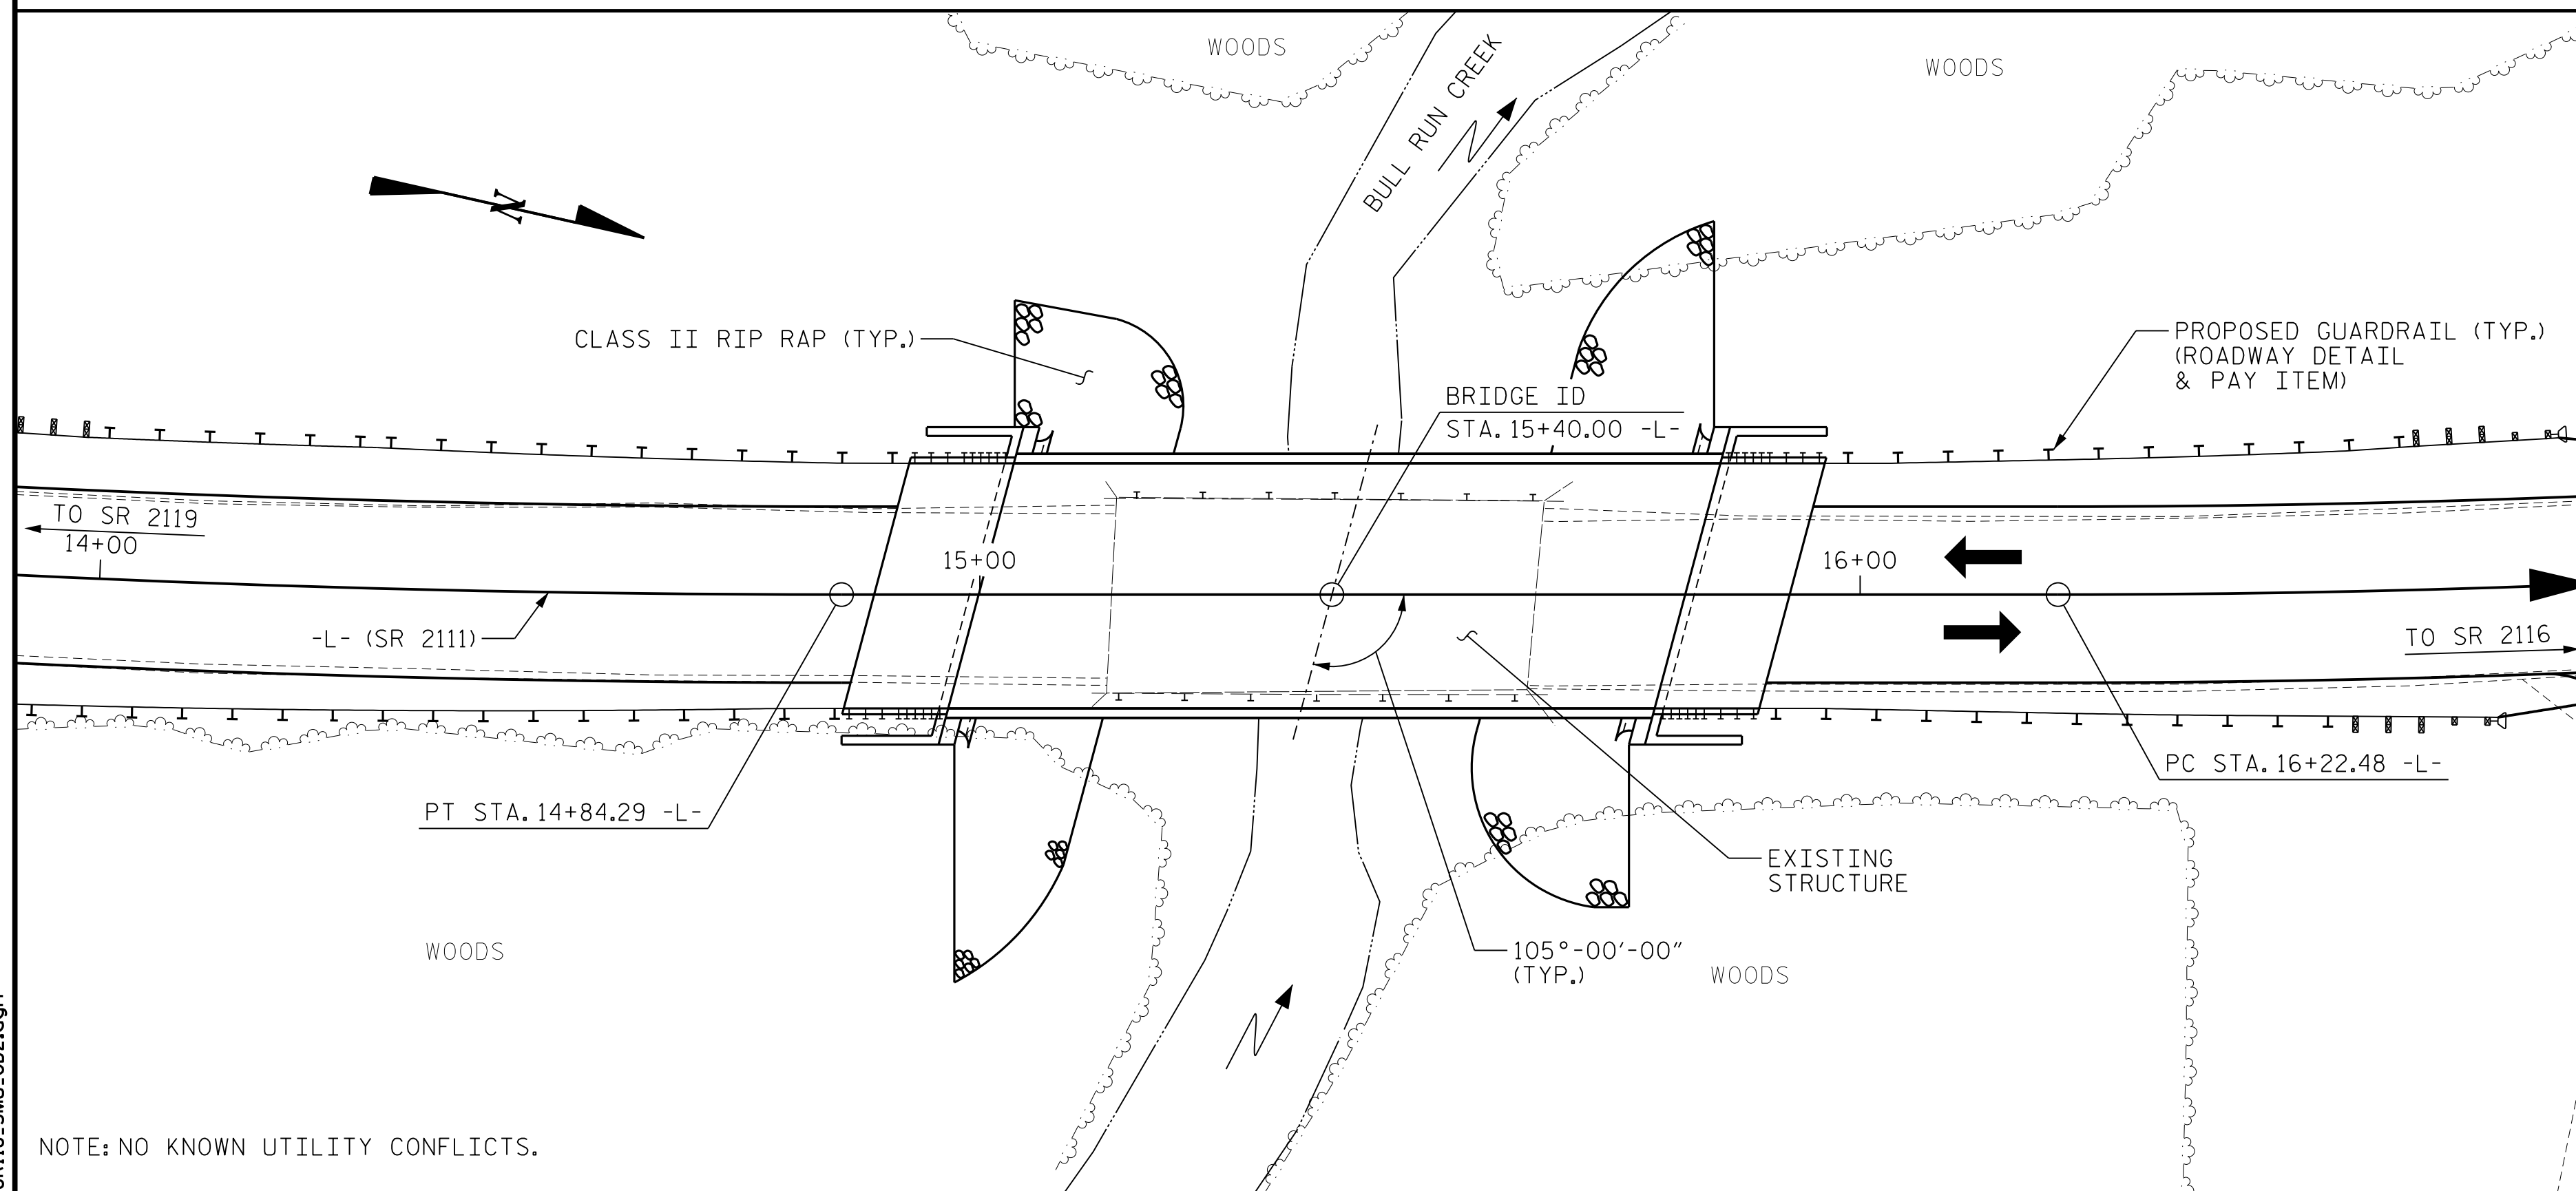 WOODS
WOODS
BULL RUN CREEK
N
CLASS II RIP RAP (TYP.)
PROPOSED GUARDRAIL (TYP.)
(ROADWAY DETAIL
& PAY ITEM)
BRIDGE ID
STA. 15+40.00 -L-
TO SR 2119
14+00
15+00
16+00
-L- (SR 2111)
TO SR 2116
PT STA. 14+84.29 -L-
PC STA. 16+22.48 -L-
EXISTING
STRUCTURE
105°-00'-00"
(TYP.)
WOODS
WOODS
NOTE: NO KNOWN UTILITY CONFLICTS.